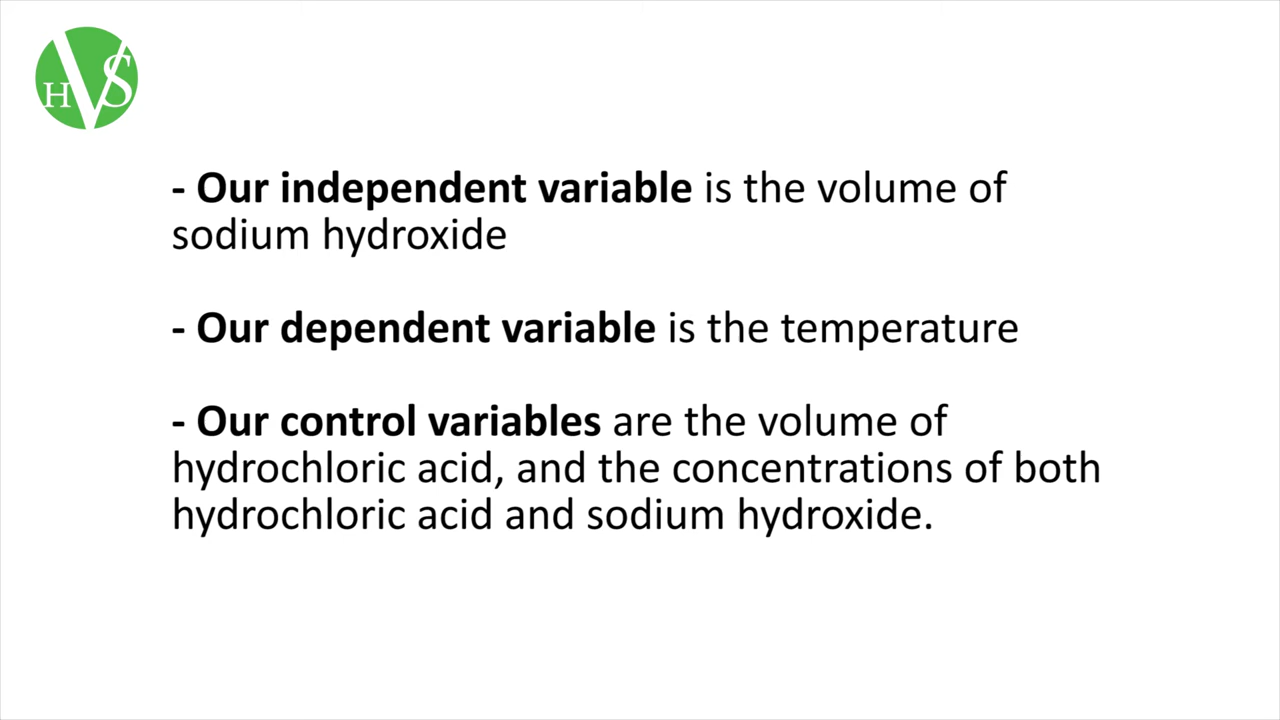 HVS
- Our independent variable is the volume of
sodium hydroxide
- Our dependent variable is the temperature
- Our control variables are the volume of
hydrochloric acid, and the concentrations of both
hydrochloric acid and sodium hydroxide.